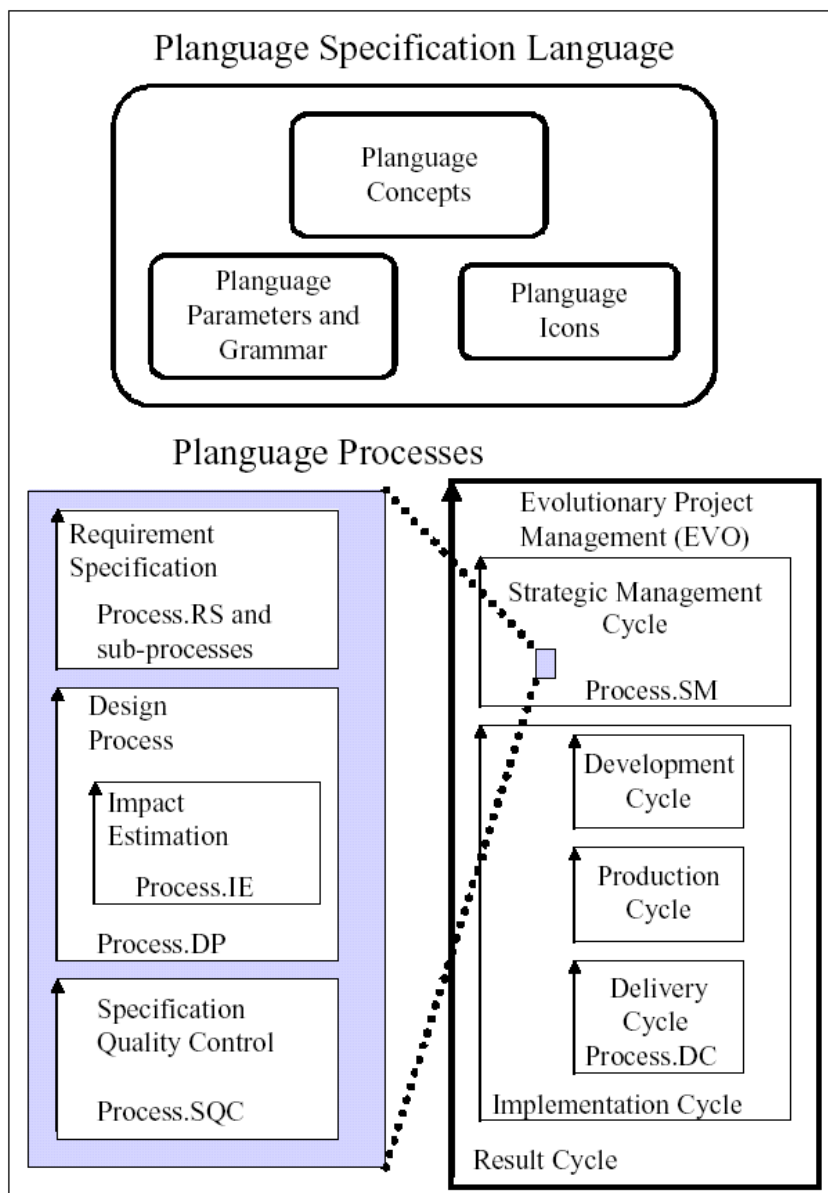 Planguage Specification Language
Planguage
Concepts
Planguage
Parameters and
Grammar
Planguage
Icons
Planguage Processes
Requirement
Specification
Process.RS and
sub-processes
Design
Process
Impact
Estimation
Process.IE
Process.DP
Specification
Quality Control
Process.SQC
Evolutionary Project
Management (EVO)
Strategic Management
Cycle
Process.SM
Development
Cycle
Production
Cycle
Delivery
Cycle
Process.DC
Implementation Cycle
Result Cycle